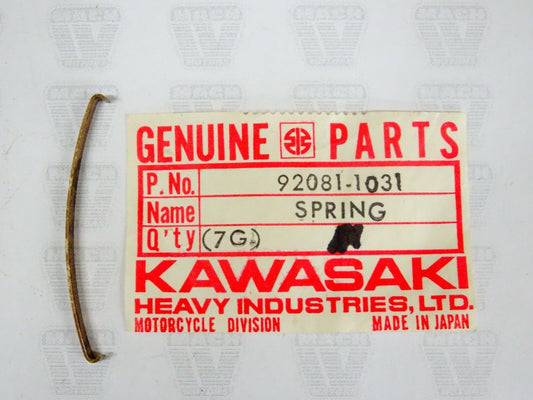 GENUINE PARTS
P. No. 92081-1031
Name SPRING
Q'ty (7G.)
KAWASAKI
HEAVY INDUSTRIES, LTD.
MOTORCYCLE DIVISION MADE IN JAPAN